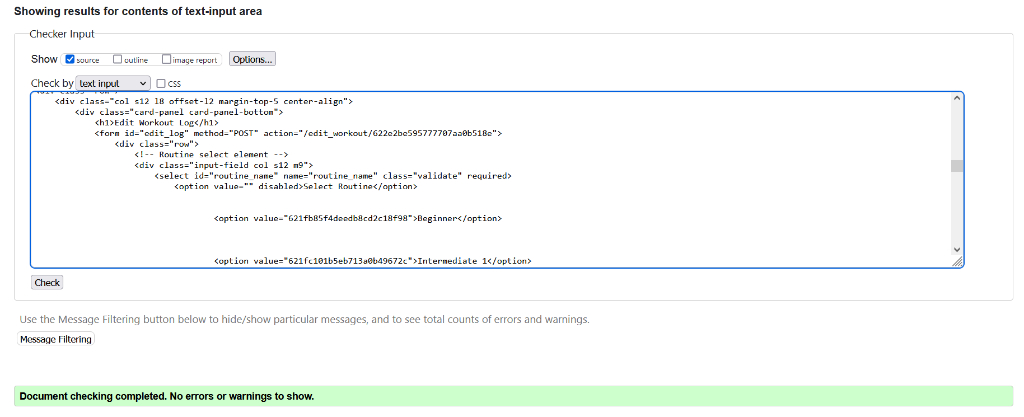 Showing results for contents of text-input area
Checker Input
Show source outline image report Options...
Check by text input css
<div class="col s12 l8 offset-l2 margin-top-5 center-align">
<div class="card-panel card-panel-bottom">
<h1>Edit Workout Log</h1>
<form id="edit_log" method="POST" action="/edit_workout/622e2be595777707aa0b518e">
<div class="row">
<!-- Routine select element -->
<div class="input-field col s12 m9">
<select id="routine_name" name="routine_name" class="validate" required>
<option value="" disabled>Select Routine</option>
<option value="621fb85f4deedb8cd2c18f98">Beginner</option>
<option value="621fc101b5eb713a0b49672c">Intermediate 1</option>
Check
Use the Message Filtering button below to hide/show particular messages, and to see total counts of errors and warnings.
Message Filtering
Document checking completed. No errors or warnings to show.